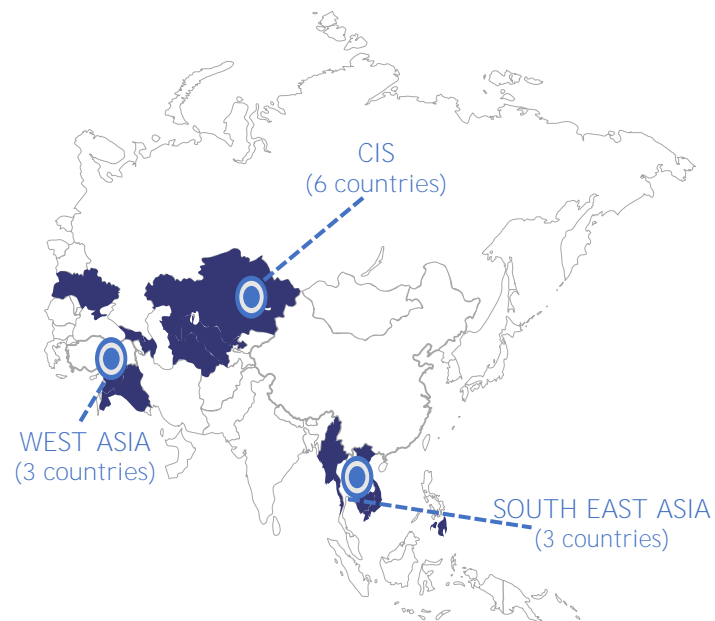 CIS
(6 countries)
WEST ASIA
(3 countries)
SOUTH EAST ASIA
(3 countries)